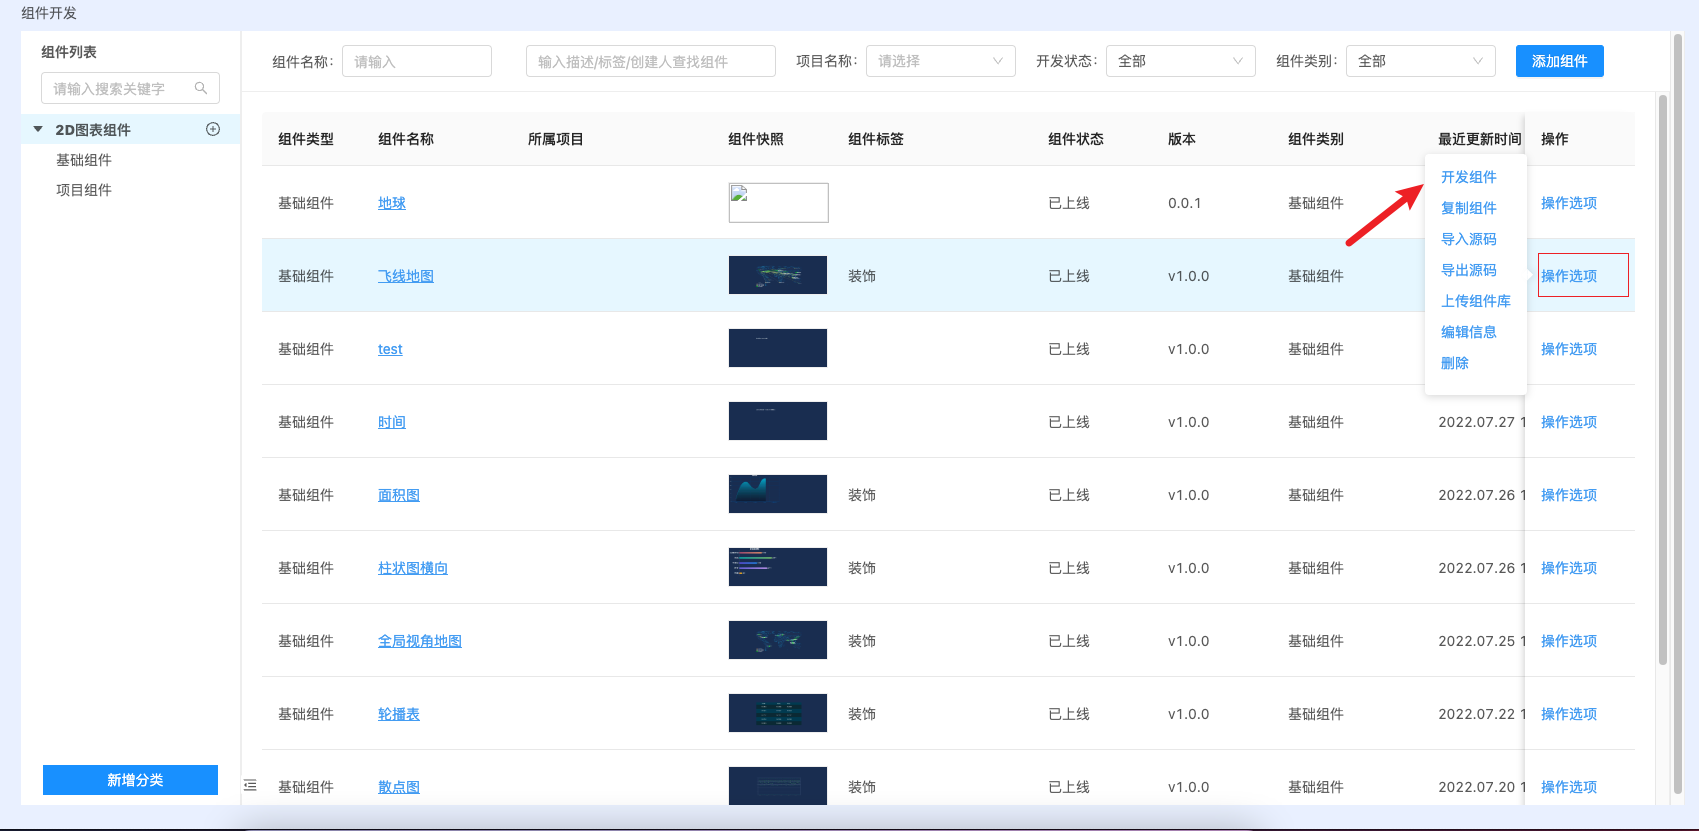 组件开发
组件列表
请输入搜索关键字
2D图表组件
基础组件
项目组件
新增分类
组件名称: 请输入 输入描述/标签/创建人查找组件 项目名称: 请选择 开发状态: 全部 组件类别: 全部 添加组件
组件类型 组件名称 所属项目 组件快照 组件标签 组件状态 版本 组件类别 最近更新时间 操作
基础组件 地球 已上线 0.0.1 基础组件 操作选项
基础组件 飞线地图 装饰 已上线 v1.0.0 基础组件 操作选项
基础组件 test 已上线 v1.0.0 基础组件 操作选项
基础组件 时间 已上线 v1.0.0 基础组件 2022.07.27 1 操作选项
基础组件 面积图 装饰 已上线 v1.0.0 基础组件 2022.07.26 1 操作选项
基础组件 柱状图横向 装饰 已上线 v1.0.0 基础组件 2022.07.26 1 操作选项
基础组件 全局视角地图 装饰 已上线 v1.0.0 基础组件 2022.07.25 1 操作选项
基础组件 轮播表 装饰 已上线 v1.0.0 基础组件 2022.07.22 1 操作选项
基础组件 散点图 装饰 已上线 v1.0.0 基础组件 2022.07.20 1 操作选项
开发组件
复制组件
导入源码
导出源码
上传组件库
编辑信息
删除